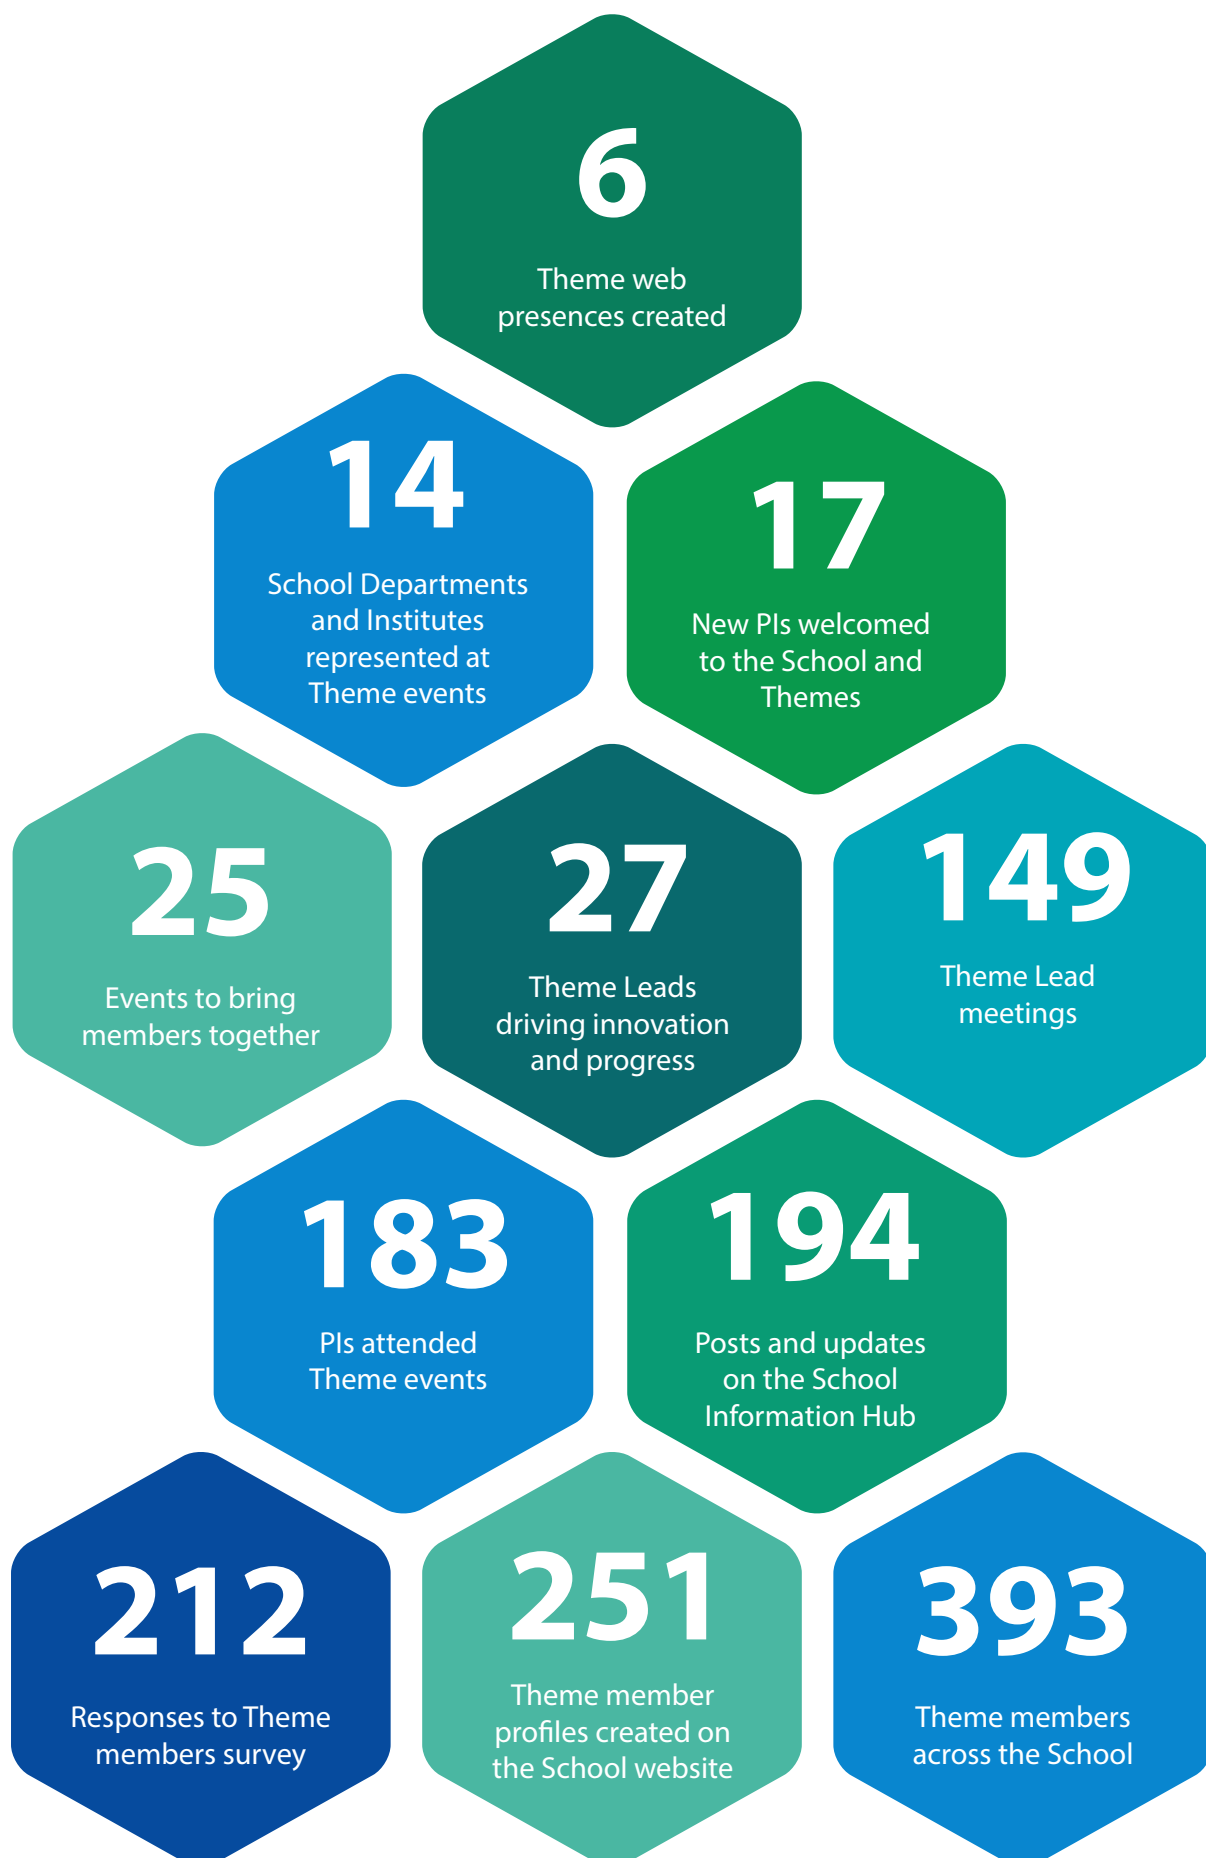 6
Theme web
presences created
14
School Departments
and Institutes
represented at
Theme events
17
New PIs welcomed
to the School and
Themes
25
Events to bring
members together
27
Theme Leads
driving innovation
and progress
149
Theme Lead
meetings
183
PIs attended
Theme events
194
Posts and updates
on the School
Information Hub
212
Responses to Theme
members survey
251
Theme member
profiles created on
the School website
393
Theme members
across the School